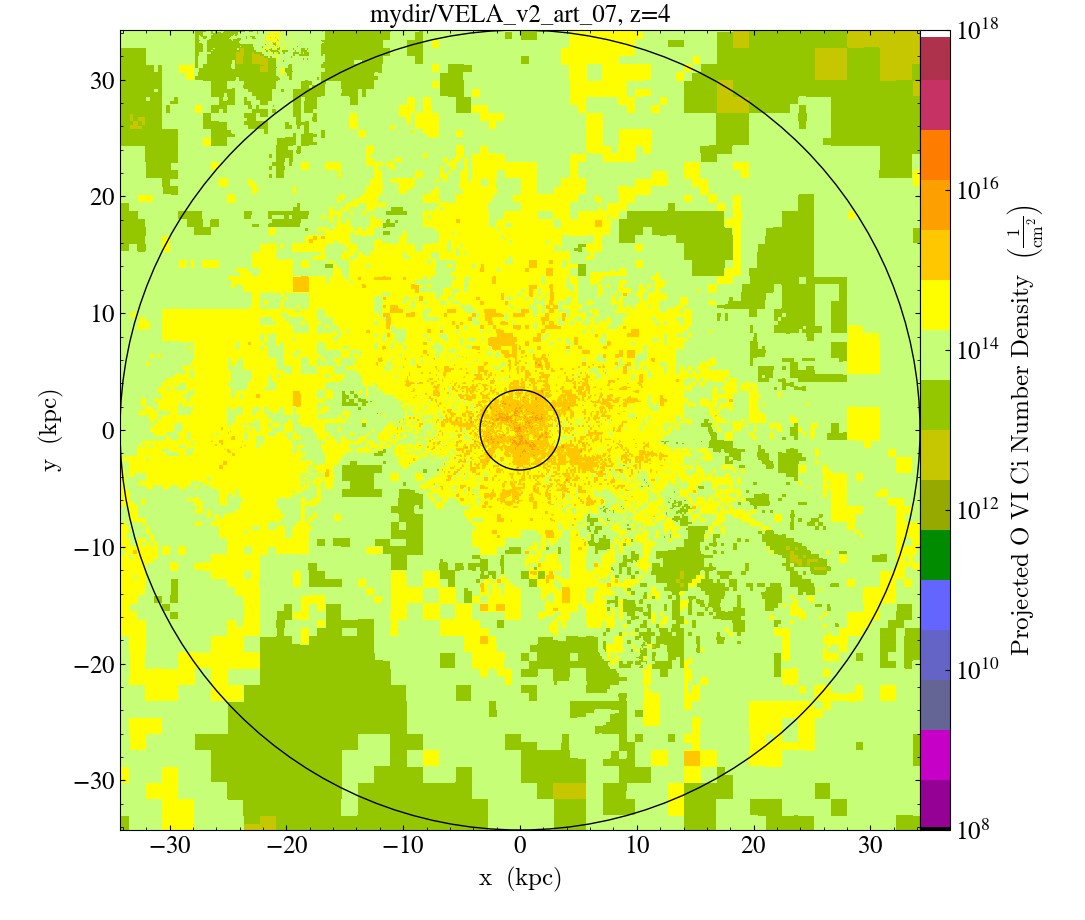 mydir/VELA_v2_art_07, z=4
30
20
10
0
−10
−20
−30
y (kpc)
−30 −20 −10 0 10 20 30
x (kpc)
10^18
10^16
10^14
10^12
10^10
10^8
Projected O VI Ci Number Density (1/cm^2)